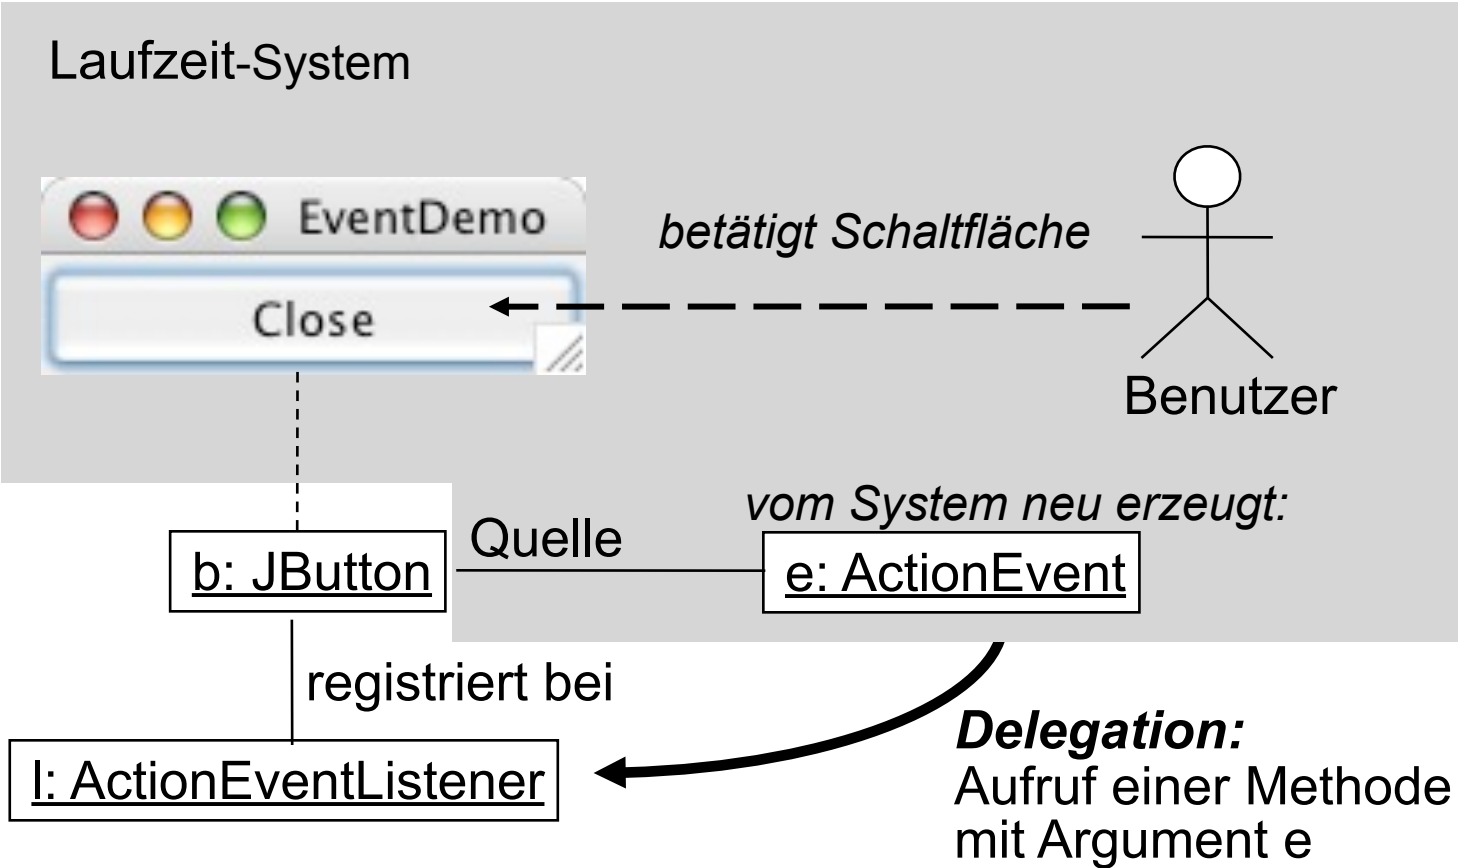 Laufzeit-System
EventDemo
betätigt Schaltfläche
Close
Benutzer
vom System neu erzeugt:
Quelle
b: JButton
e: ActionEvent
registriert bei
Delegation:
l: ActionEventListener
Aufruf einer Methode
mit Argument e